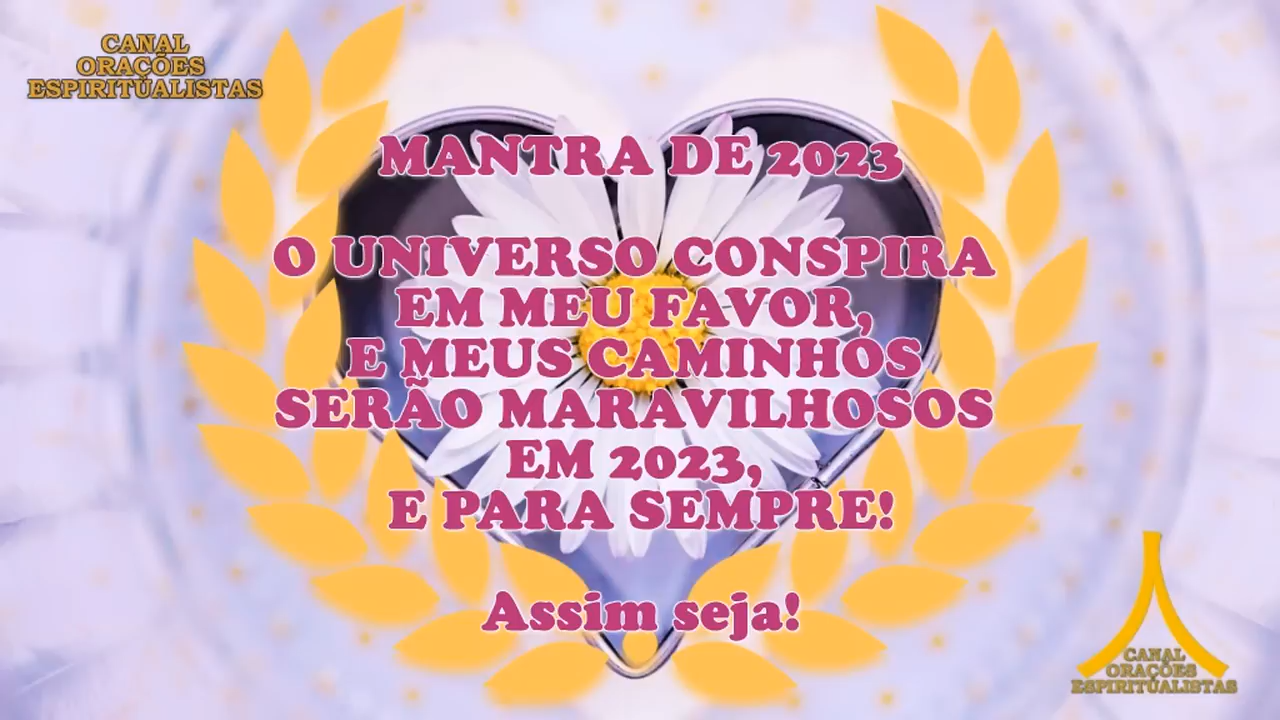 CANAL
ORAÇÕES
ESPIRITUALISTAS
MANTRA DE 2023
O UNIVERSO CONSPIRA
EM MEU FAVOR,
E MEUS CAMINHOS
SERÃO MARAVILHOSOS
EM 2023,
E PARA SEMPRE!
Assim seja!
CANAL
ORAÇÕES
ESPIRITUALISTAS